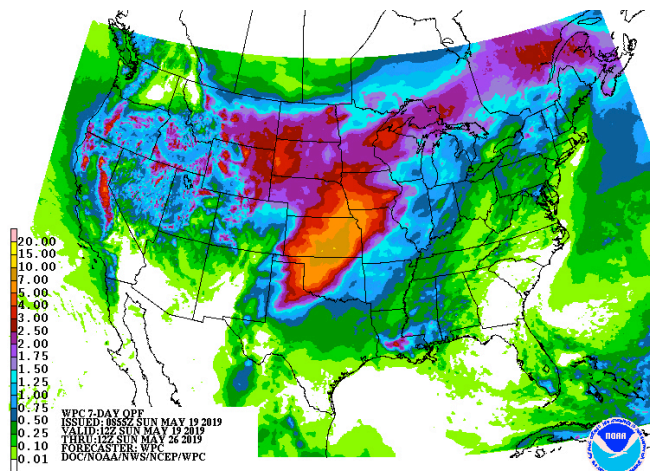 20.00
15.00
10.00
7.00
5.00
4.00
3.00
2.50
2.00
1.75
1.50
1.25
1.00
0.75
0.50
0.25
0.10
0.01
WPC 7-DAY QPF
ISSUED: 0855Z SUN MAY 19 2019
VALID:12Z SUN MAY 19 2019
THRU:12Z SUN MAY 26 2019
FORECASTER: WPC
DOC/NOAA/NWS/NCEP/WPC
NOAA